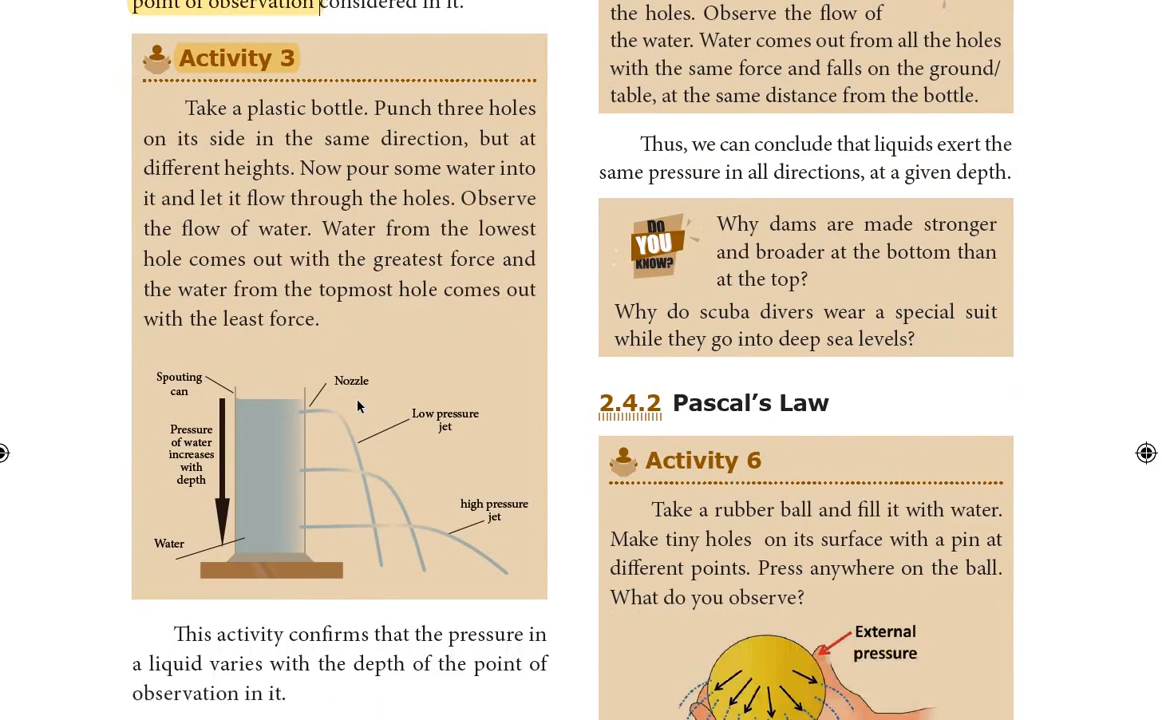 point of observation considered in it.
Activity 3
Take a plastic bottle. Punch three holes
on its side in the same direction, but at
different heights. Now pour some water into
it and let it flow through the holes. Observe
the flow of water. Water from the lowest
hole comes out with the greatest force and
the water from the topmost hole comes out
with the least force.
Spouting
can
Nozzle
Low pressure
jet
Pressure
of water
increases
with
depth
high pressure
jet
Water
This activity confirms that the pressure in
a liquid varies with the depth of the point of
observation in it.
the holes. Observe the flow of
the water. Water comes out from all the holes
with the same force and falls on the ground/
table, at the same distance from the bottle.
Thus, we can conclude that liquids exert the
same pressure in all directions, at a given depth.
DO
YOU
KNOW?
Why dams are made stronger
and broader at the bottom than
at the top?
Why do scuba divers wear a special suit
while they go into deep sea levels?
2.4.2 Pascal’s Law
Activity 6
Take a rubber ball and fill it with water.
Make tiny holes on its surface with a pin at
different points. Press anywhere on the ball.
What do you observe?
External
pressure